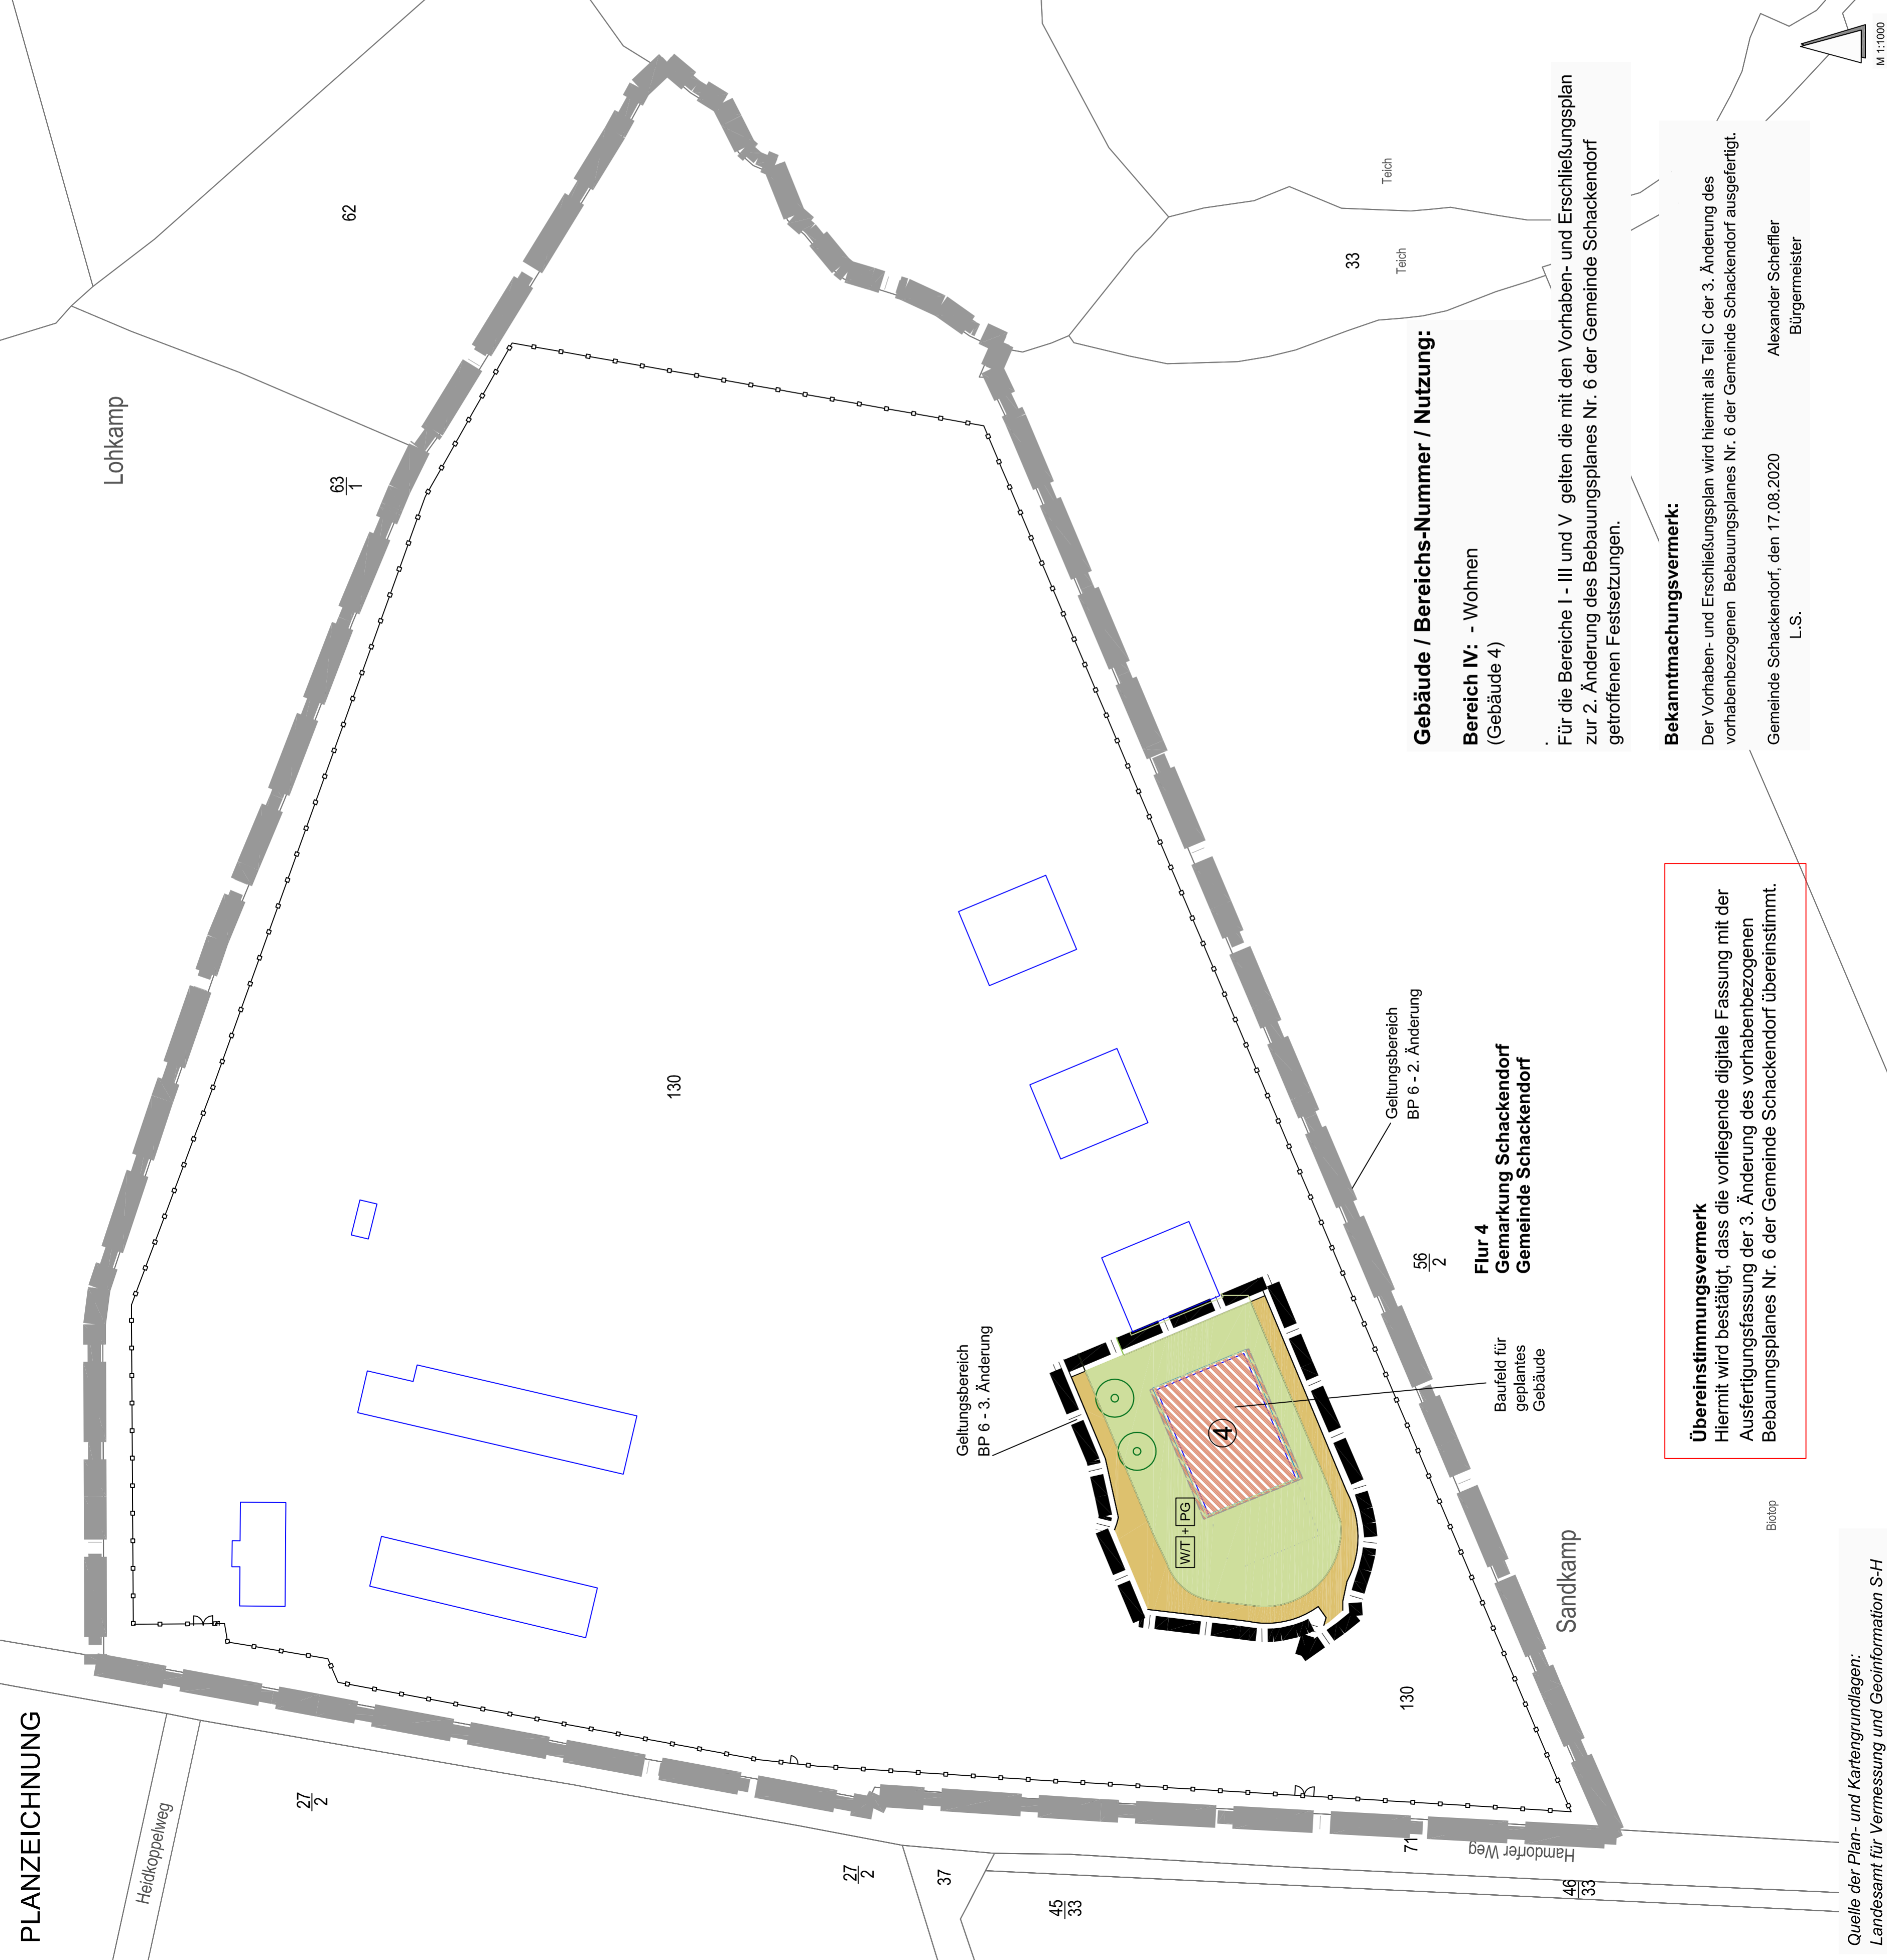 PLANZEICHNUNG
Heidkoppelweg
27
2
27
2
37
45
33
71
Hamdorfer Weg
46
33
Lohkamp
62
63
1
130
130
33
Teich
Teich
Geltungsbereich
BP 6 - 3. Änderung
W/T + PG
4
Baufeld für
geplantes
Gebäude
Geltungsbereich
BP 6 - 2. Änderung
56
2
Flur 4
Gemarkung Schackendorf
Gemeinde Schackendorf
Sandkamp
Biotop
Gebäude / Bereichs-Nummer / Nutzung:
Bereich IV: - Wohnen
(Gebäude 4)
.
Für die Bereiche I - III und V gelten die mit den Vorhaben- und Erschließungsplan
zur 2. Änderung des Bebauungsplanes Nr. 6 der Gemeinde Schackendorf
getroffenen Festsetzungen.
Bekanntmachungsvermerk:
Der Vorhaben- und Erschließungsplan wird hiermit als Teil C der 3. Änderung des
vorhabenbezogenen Bebauungsplanes Nr. 6 der Gemeinde Schackendorf ausgefertigt.
Gemeinde Schackendorf, den 17.08.2020 Alexander Scheffler
L.S. Bürgermeister
Übereinstimmungsvermerk
Hiermit wird bestätigt, dass die vorliegende digitale Fassung mit der
Ausfertigungsfassung der 3. Änderung des vorhabenbezogenen
Bebaunngsplanes Nr. 6 der Gemeinde Schackendorf übereinstimmt.
Quelle der Plan- und Kartengrundlagen:
Landesamt für Vermessung und Geoinformation S-H
M 1:1000